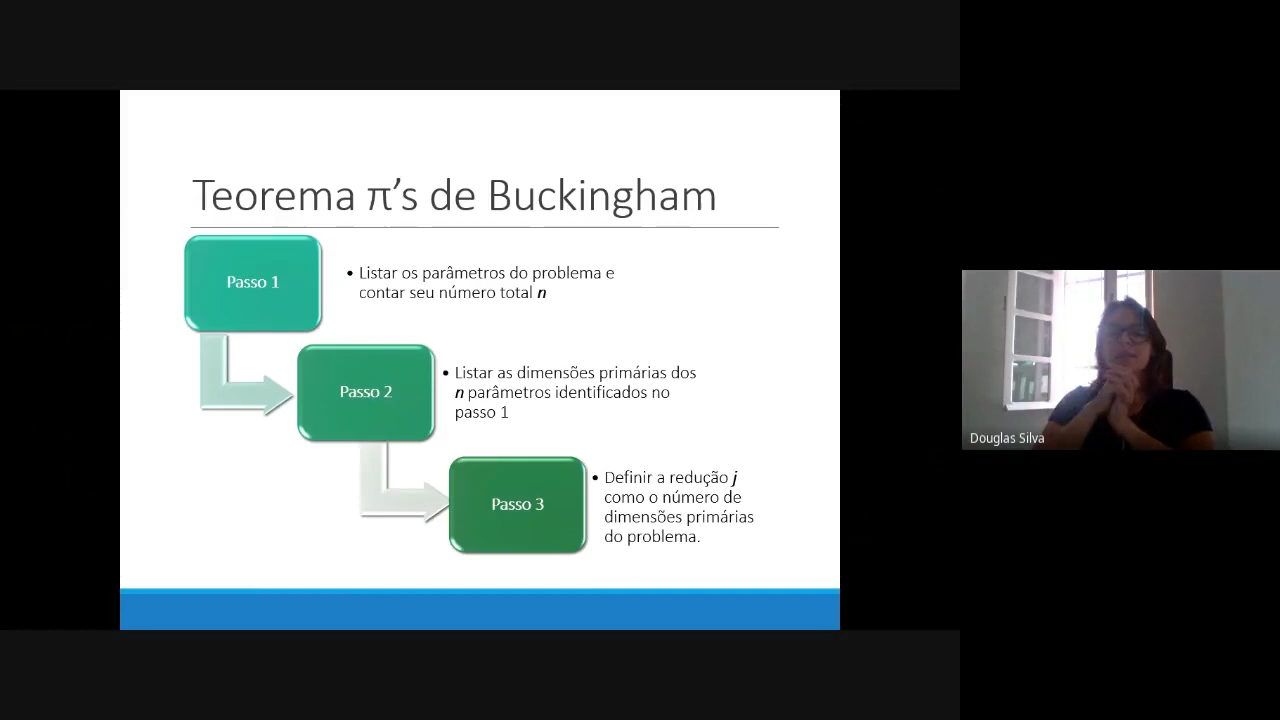 Teorema π’s de Buckingham
Passo 1
• Listar os parâmetros do problema e
contar seu número total n
Passo 2
• Listar as dimensões primárias dos
n parâmetros identificados no
passo 1
Passo 3
• Definir a redução j
como o número de
dimensões primárias
do problema.
Douglas Silva